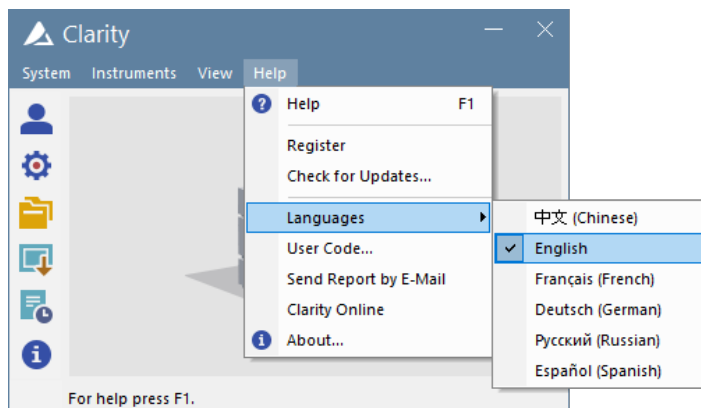 Clarity
System Instruments View Help
Help F1
Register
Check for Updates...
Languages
User Code...
Send Report by E-Mail
Clarity Online
About...
中文 (Chinese)
English
Français (French)
Deutsch (German)
Русский (Russian)
Español (Spanish)
For help press F1.